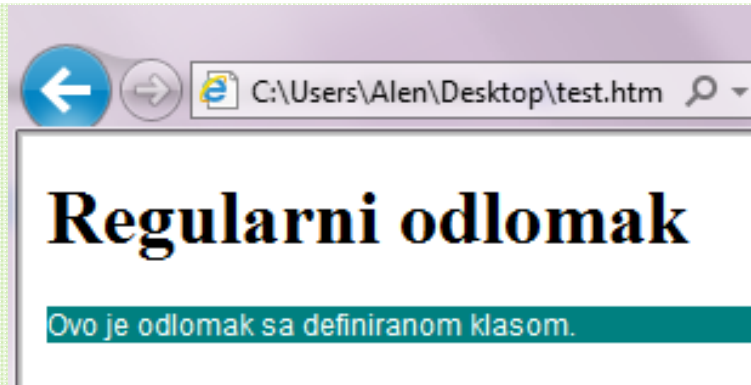 C:\Users\Alen\Desktop\test.htm
Regularni odlomak
Ovo je odlomak sa definiranom klasom.